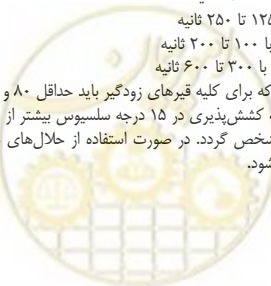 ۱۲۵ تا ۲۵۰ ثانیه
با ۱۰۰ تا ۲۰۰ ثانیه
با ۳۰۰ تا ۶۰۰ ثانیه
که برای کلیه قیرهای زودگیر باید حداقل ۸۰ و
کشش‌پذیری در ۱۵ درجه سلسیوس بیشتر از
شخص گردد. در صورت استفاده از حلال‌های
شود.